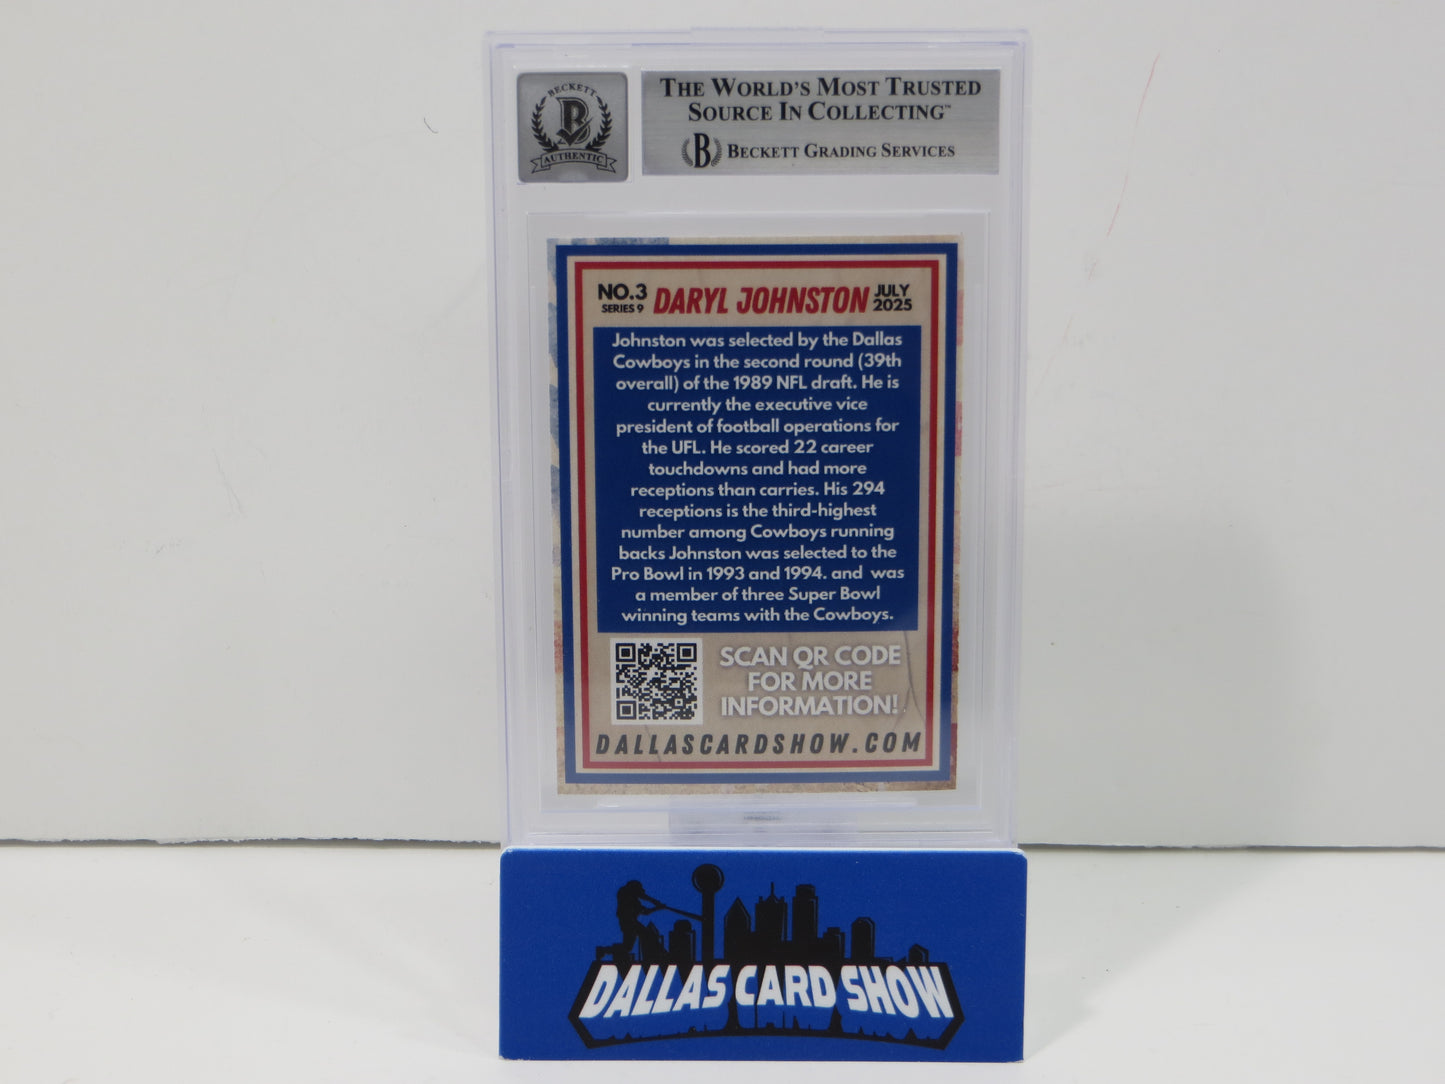 BECKETT
B
AUTHENTIC
THE WORLD'S MOST TRUSTED
SOURCE IN COLLECTING™
B BECKETT GRADING SERVICES
NO.3
SERIES 9
DARYL JOHNSTON
JULY
2025
Johnston was selected by the Dallas
Cowboys in the second round (39th
overall) of the 1989 NFL draft. He is
currently the executive vice
president of football operations for
the UFL. He scored 22 career
touchdowns and had more
receptions than carries. His 294
receptions is the third-highest
number among Cowboys running
backs Johnston was selected to the
Pro Bowl in 1993 and 1994. and was
a member of three Super Bowl
winning teams with the Cowboys.
SCAN QR CODE
FOR MORE
INFORMATION!
DALLASCARDSHOW.COM
DALLAS CARD SHOW